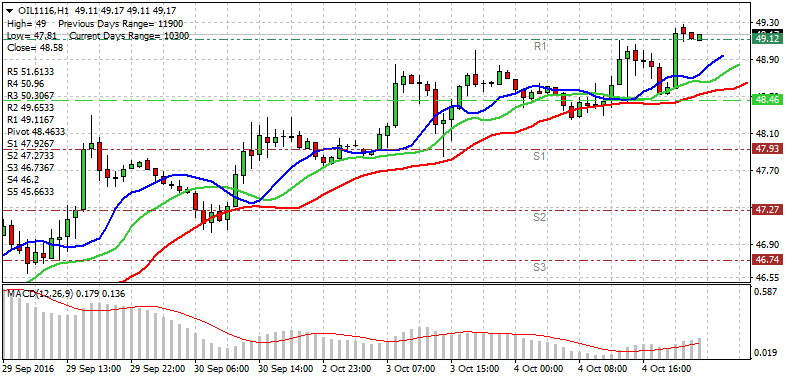 OIL1116,H1 49.11 49.17 49.11 49.17
High= 49 Previous Days Range= 11900
Low= 47.81 Current Days Range= 10300
Close= 48.58
R5 51.6133
R4 50.96
R3 50.3067
R2 49.6533
R1 49.1167
Pivot 48.4633
S1 47.9267
S2 47.2733
S3 46.7367
S4 46.2
S5 45.6633
R1
S1
S2
S3
49.30
49.12
48.90
48.46
48.10
47.93
47.70
47.27
46.90
46.74
46.55
MACD(12,26,9) 0.179 0.136
0.587
0.019
29 Sep 2016
29 Sep 13:00
29 Sep 22:00
30 Sep 06:00
30 Sep 14:00
2 Oct 23:00
3 Oct 07:00
3 Oct 15:00
4 Oct 00:00
4 Oct 08:00
4 Oct 16:00